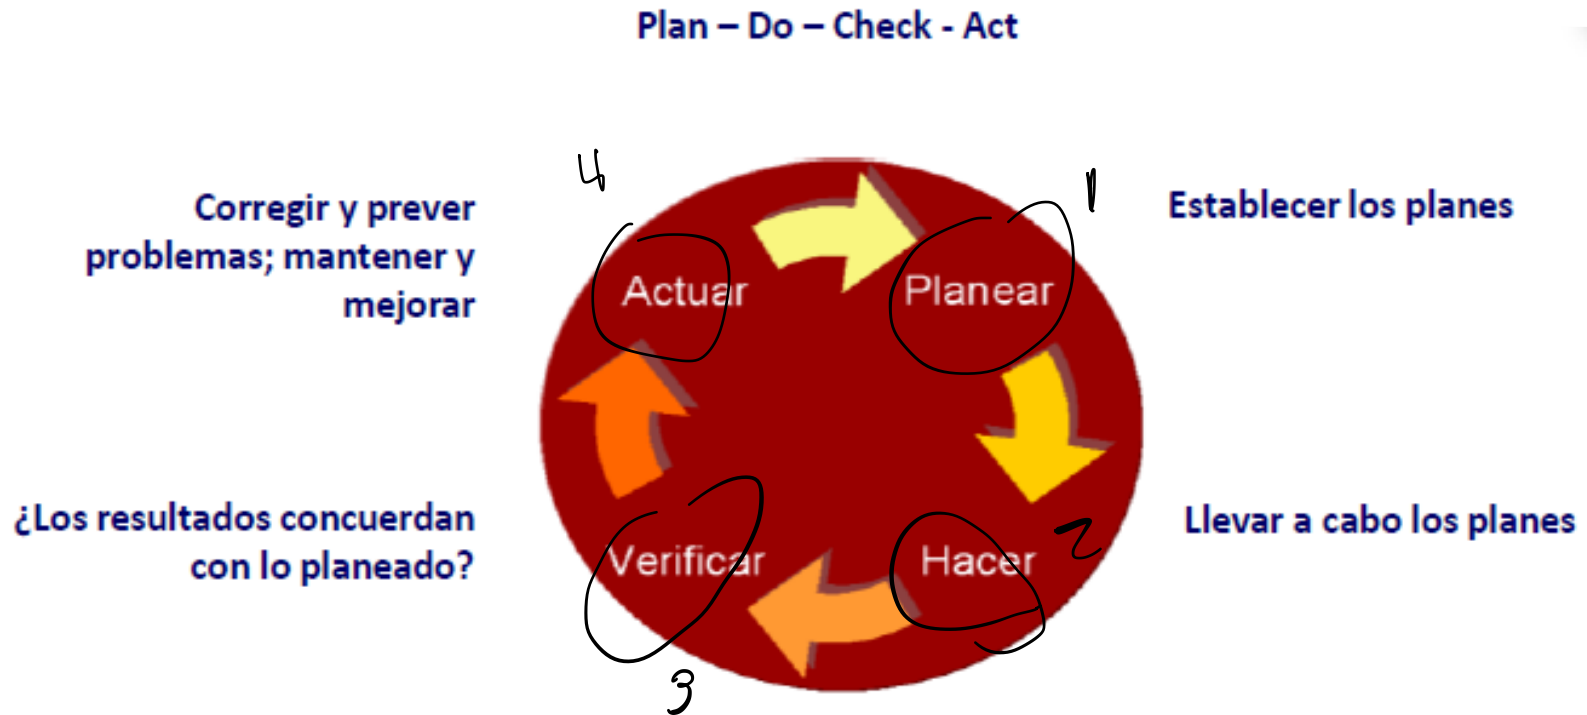 Plan – Do – Check - Act
4
1
Corregir y prever
problemas; mantener y
mejorar
Actuar
Planear
Establecer los planes
¿Los resultados concuerdan
con lo planeado?
Verificar
Hacer
2
Llevar a cabo los planes
3